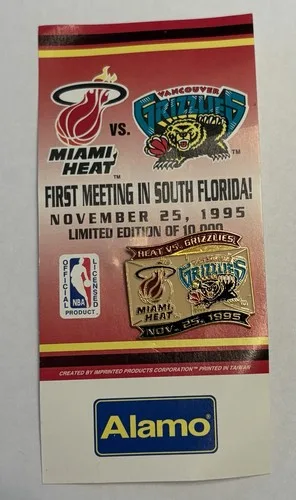 VANCOUVER
GRIZZLIES
VS.
MIAMI
HEAT™
FIRST MEETING IN SOUTH FLORIDA!
NOVEMBER 25, 1995
LIMITED EDITION OF 10,000
HEAT VS. GRIZZLIES
OFFICIAL
LICENSED
NBA
PRODUCT
GRIZZLIES
MIAMI
HEAT
NOV. 25, 1995
CREATED BY IMPRINTED PRODUCTS CORPORATION™ PRINTED IN TAIWAN
Alamo®